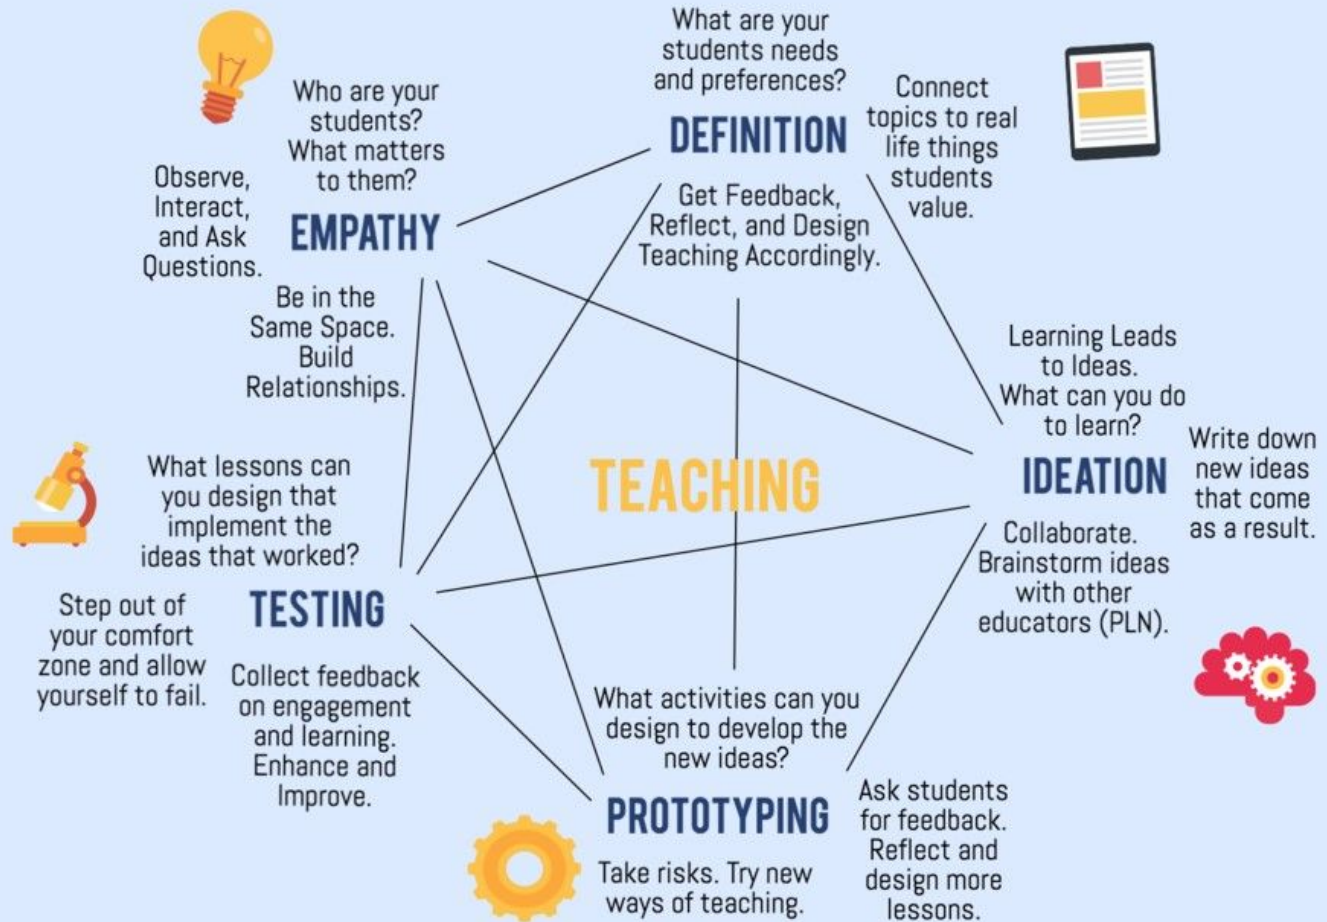 Who are your
students?
What matters
to them?
Observe,
Interact,
and Ask
Questions.
EMPATHY
Be in the
Same Space.
Build
Relationships.
What are your
students needs
and preferences?
DEFINITION
Connect
topics to real
life things
students
value.
Get Feedback,
Reflect, and Design
Teaching Accordingly.
Learning Leads
to Ideas.
What can you do
to learn?
IDEATION
Write down
new ideas
that come
as a result.
Collaborate.
Brainstorm ideas
with other
educators (PLN).
TEACHING
What lessons can
you design that
implement the
ideas that worked?
TESTING
Step out of
your comfort
zone and allow
yourself to fail.
Collect feedback
on engagement
and learning.
Enhance and
Improve.
What activities can you
design to develop the
new ideas?
PROTOTYPING
Take risks. Try new
ways of teaching.
Ask students
for feedback.
Reflect and
design more
lessons.